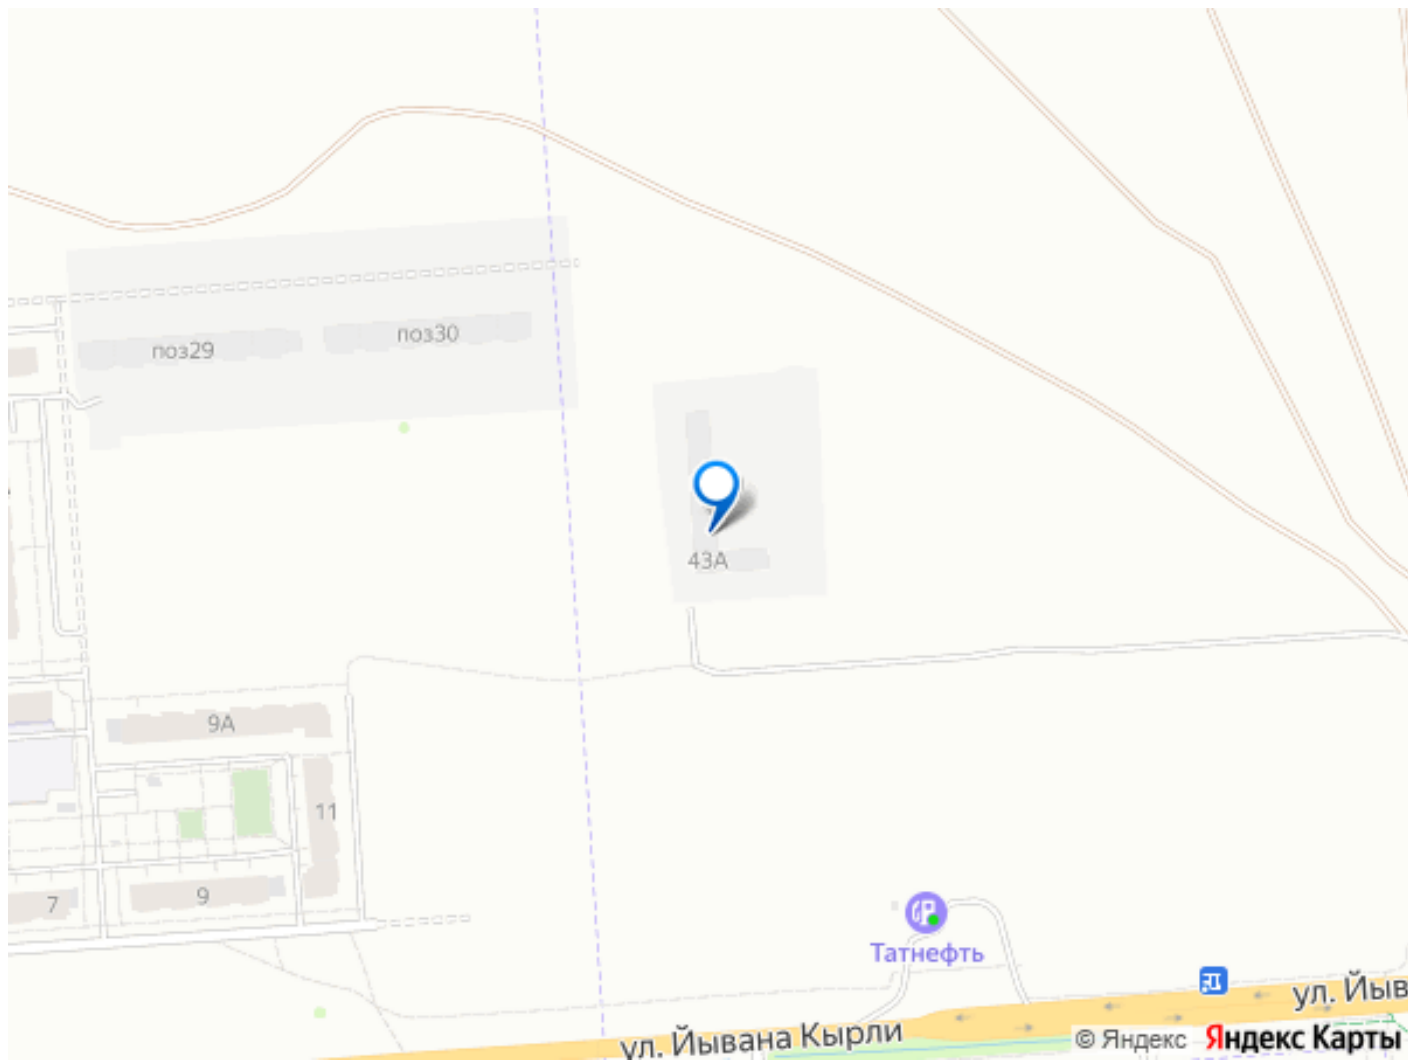 поз29
поз30
43А
9А
11
7
9
Татнефть
ул. Йыв
ул. Йывана Кырли
© Яндекс Яндекс Карты